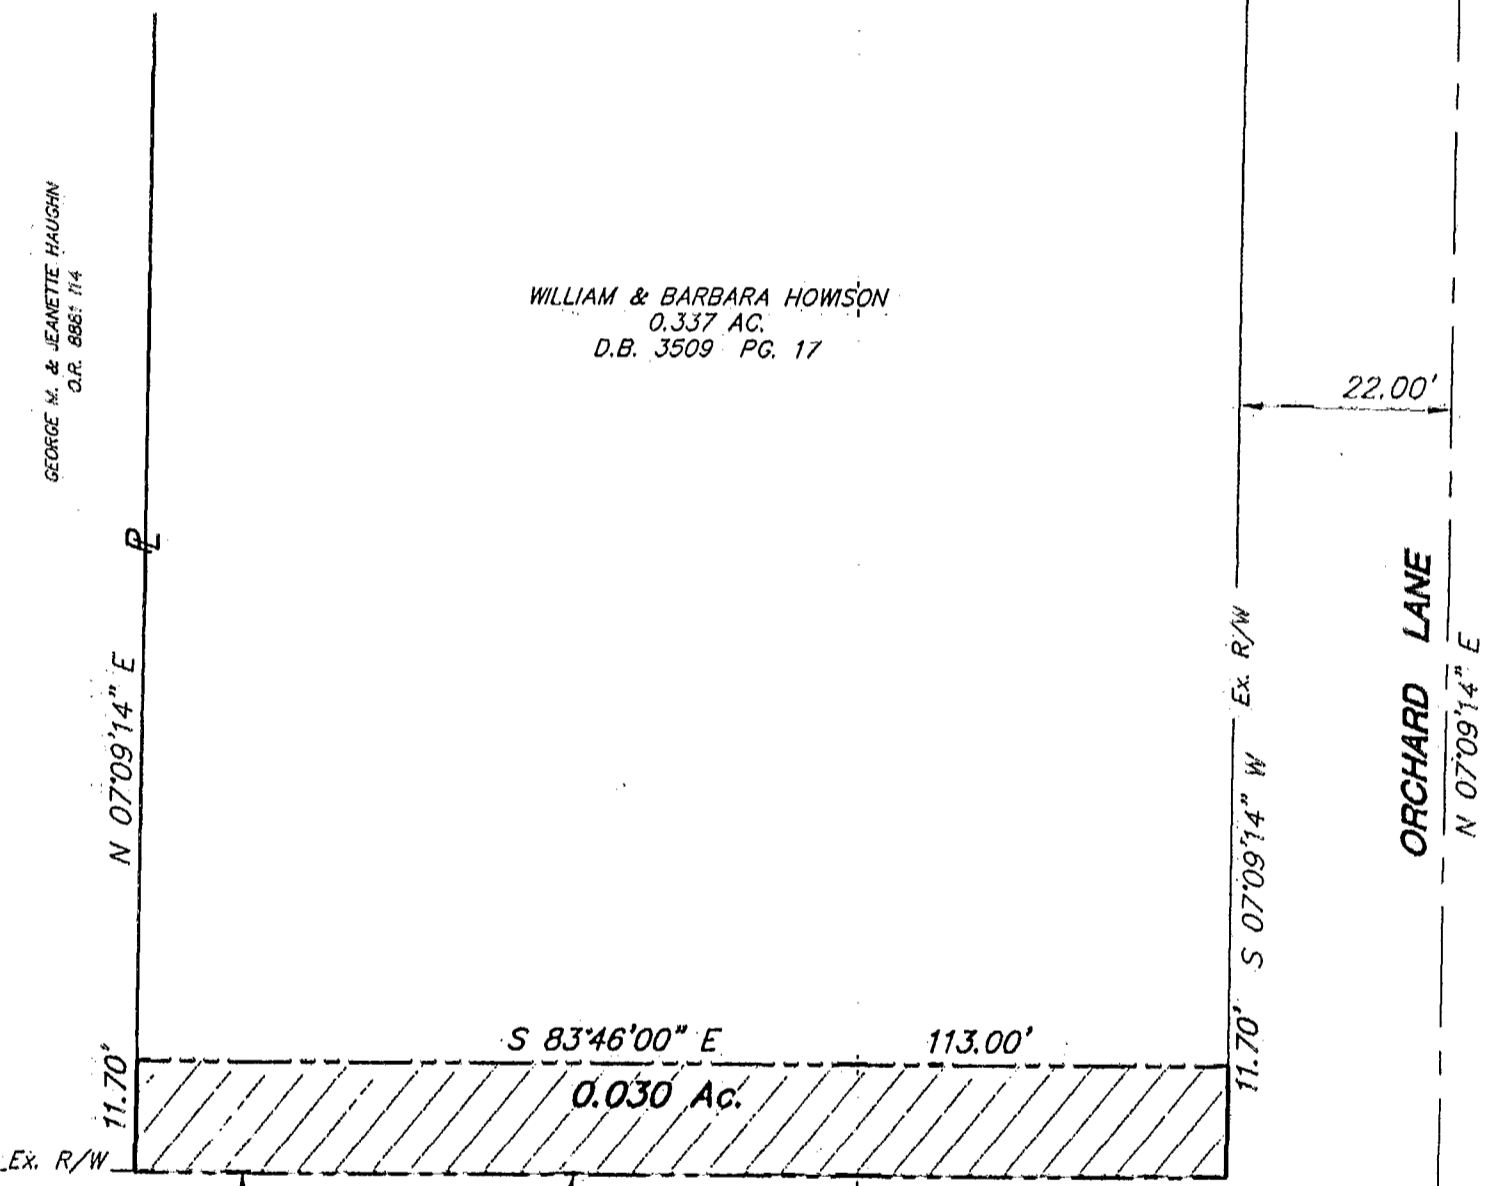 GEORGE M. & JEANETTE HAUGHN
O.R. 8881 I14
WILLIAM & BARBARA HOWISON
0.337 AC.
D.B. 3509 PG. 17
22.00'
PL
N 07°09'14" E
Ex. R/W
S 07°09'14" W
ORCHARD LANE
N 07°09'14" E
S 83°46'00" E 113.00'
11.70'
0.030 Ac.
11.70'
Ex. R/W